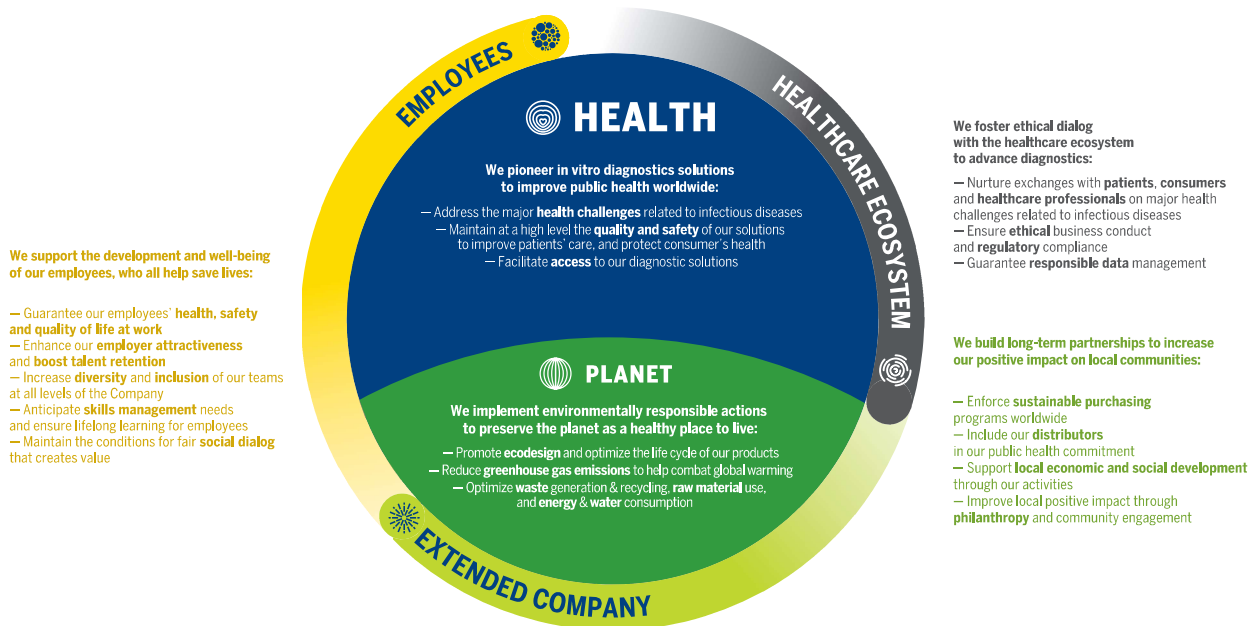 EMPLOYEES
HEALTHCARE ECOSYSTEM
EXTENDED COMPANY
HEALTH
We pioneer in vitro diagnostics solutions
to improve public health worldwide:
— Address the major health challenges related to infectious diseases
— Maintain at a high level the quality and safety of our solutions
to improve patients' care, and protect consumer's health
— Facilitate access to our diagnostic solutions
PLANET
We implement environmentally responsible actions
to preserve the planet as a healthy place to live:
— Promote ecodesign and optimize the life cycle of our products
— Reduce greenhouse gas emissions to help combat global warming
— Optimize waste generation & recycling, raw material use,
and energy & water consumption
We support the development and well-being
of our employees, who all help save lives:
— Guarantee our employees' health, safety
and quality of life at work
— Enhance our employer attractiveness
and boost talent retention
— Increase diversity and inclusion of our teams
at all levels of the Company
— Anticipate skills management needs
and ensure lifelong learning for employees
— Maintain the conditions for fair social dialog
that creates value
We foster ethical dialog
with the healthcare ecosystem
to advance diagnostics:
— Nurture exchanges with patients, consumers
and healthcare professionals on major health
challenges related to infectious diseases
— Ensure ethical business conduct
and regulatory compliance
— Guarantee responsible data management
We build long-term partnerships to increase
our positive impact on local communities:
— Enforce sustainable purchasing
programs worldwide
— Include our distributors
in our public health commitment
— Support local economic and social development
through our activities
— Improve local positive impact through
philanthropy and community engagement